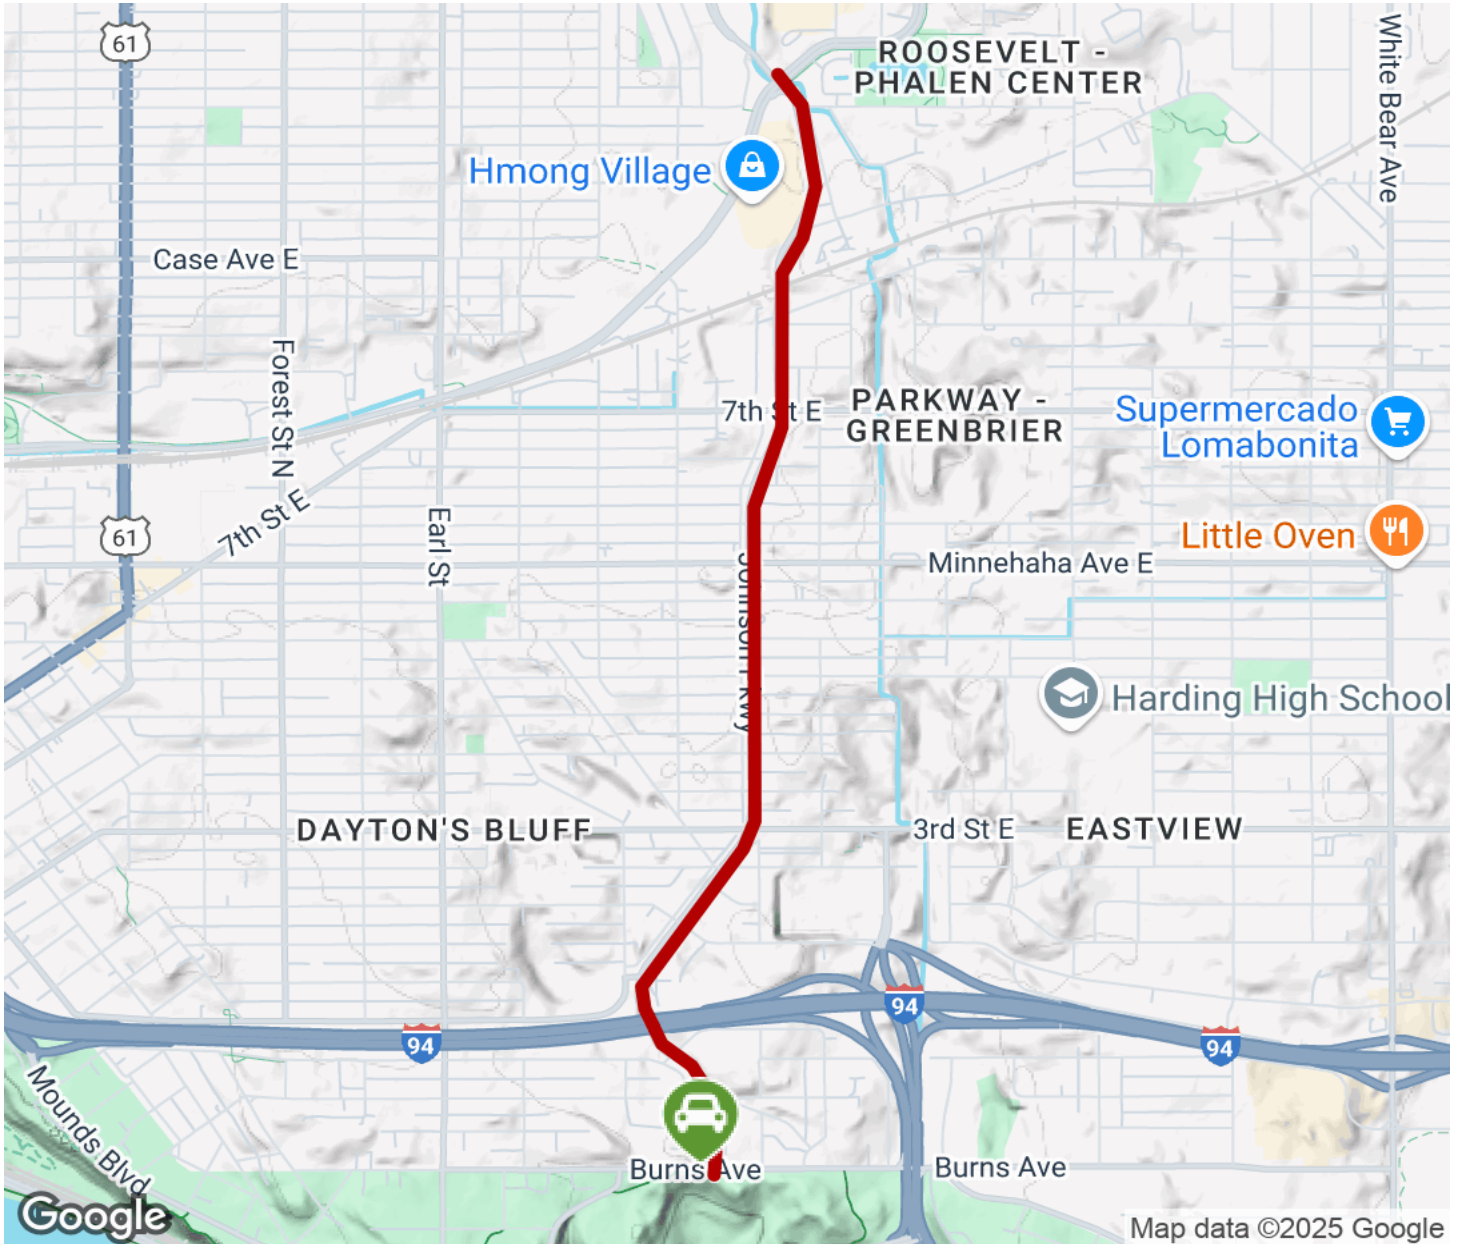 61
ROOSEVELT -
PHALEN CENTER
White Bear Ave
Hmong Village
Case Ave E
Forest St N
7th St E
PARKWAY -
GREENBRIER
Supermercado
Lomabonita
7th St E
61
Earl St
Little Oven
Minnehaha Ave E
Johnson Pkwy
Harding High School
DAYTON'S BLUFF
3rd St E
EASTVIEW
94
94
94
Mounds Blvd
Burns Ave
Burns Ave
Google
Map data ©2025 Google